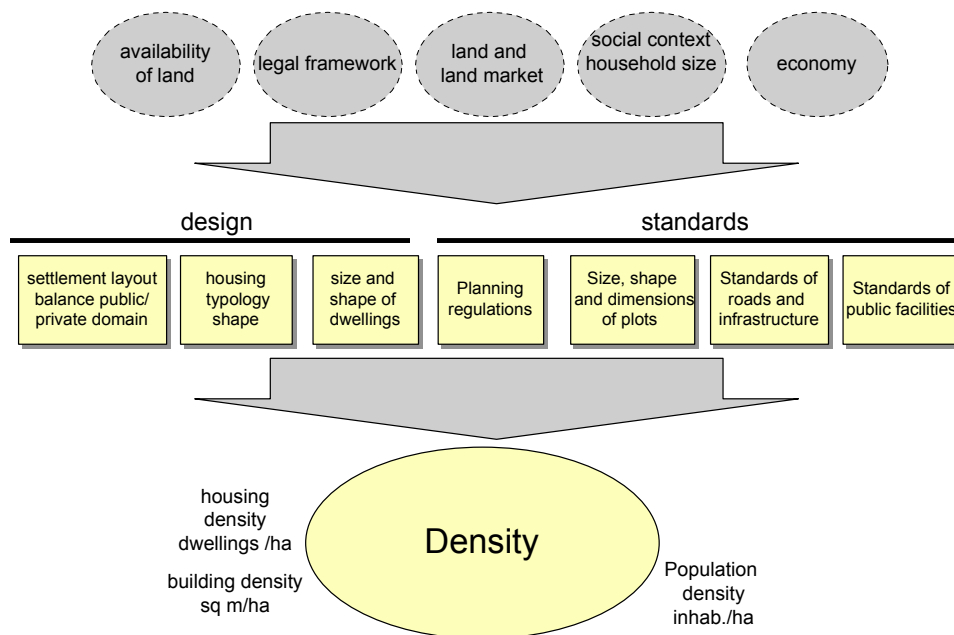 availability
of land
legal framework
land and
land market
social context
household size
economy
design
standards
settlement layout
balance public/
private domain
housing
typology
shape
size and
shape of
dwellings
Planning
regulations
Size, shape
and dimensions
of plots
Standards of
roads and
infrastructure
Standards of
public facilities
housing
density
dwellings /ha
building density
sq m/ha
Density
Population
density
inhab./ha